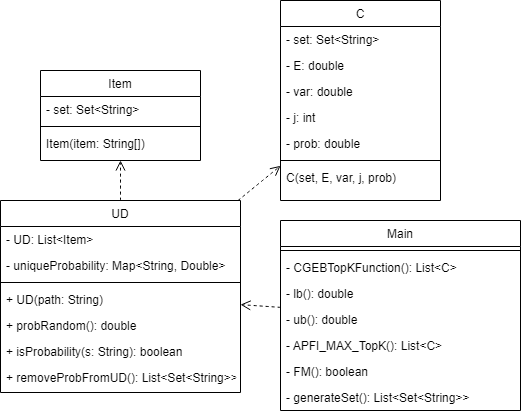 Item
- set: Set<String>
Item(item: String[])
C
- set: Set<String>
- E: double
- var: double
- j: int
- prob: double
C(set, E, var, j, prob)
UD
- UD: List<Item>
- uniqueProbability: Map<String, Double>
+ UD(path: String)
+ probRandom(): double
+ isProbability(s: String): boolean
+ removeProbFromUD(): List<Set<String>>
Main
- CGEBTopKFunction(): List<C>
- lb(): double
- ub(): double
- APFI_MAX_TopK(): List<C>
- FM(): boolean
- generateSet(): List<Set<String>>